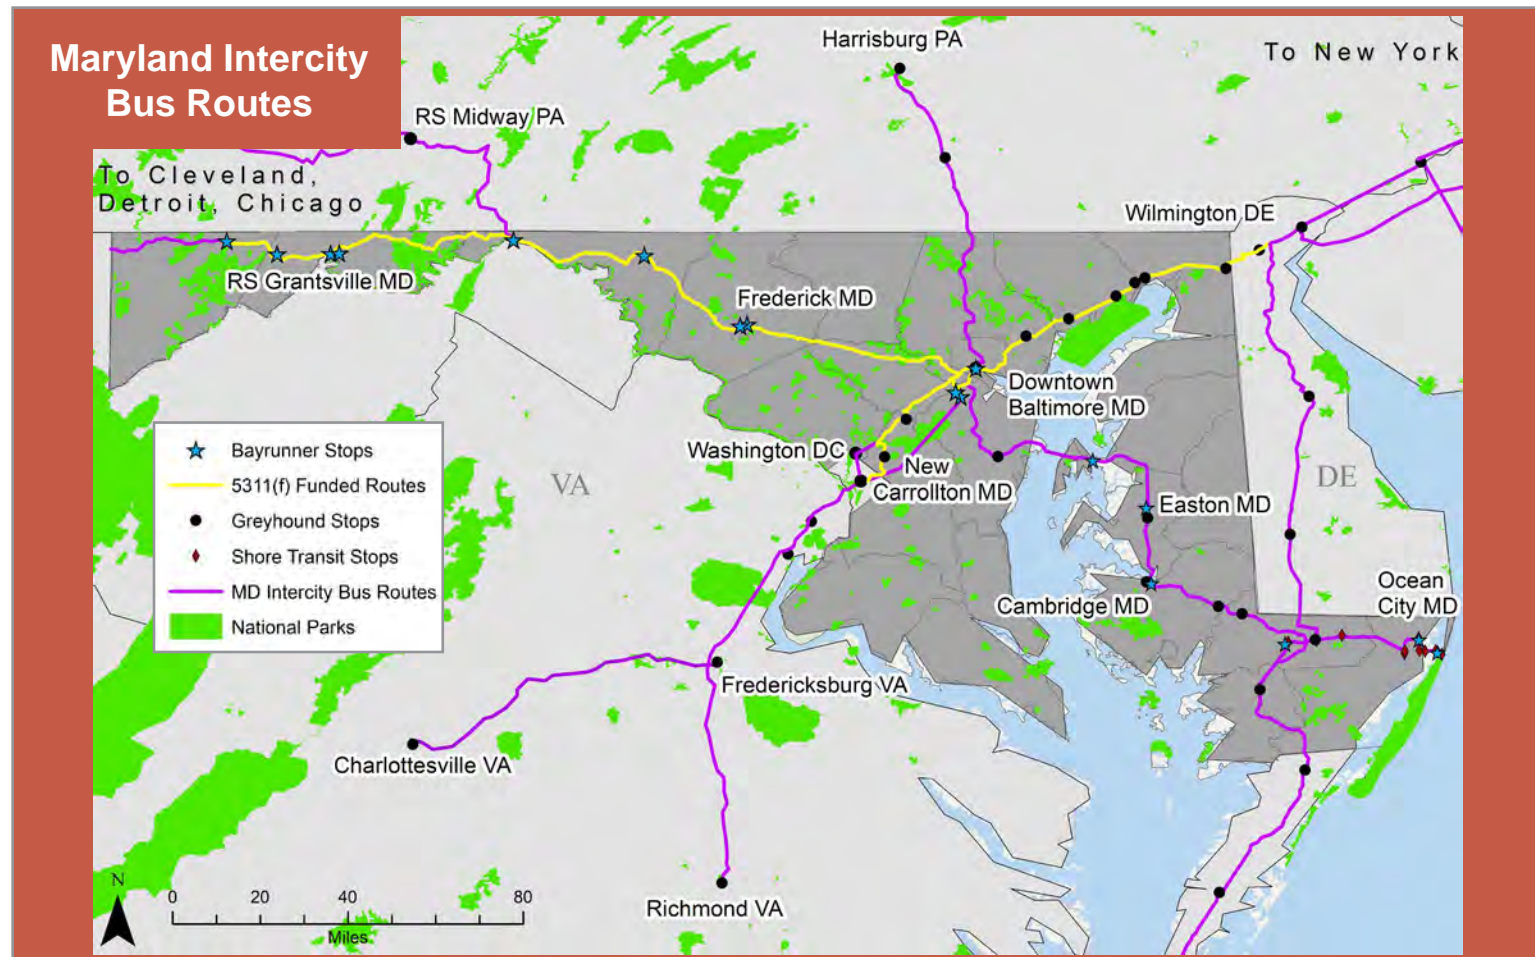 Maryland Intercity
Bus Routes
Harrisburg PA
To New York
RS Midway PA
To Cleveland,
Detroit, Chicago
Wilmington DE
RS Grantsville MD
Frederick MD
Downtown
Baltimore MD
Washington DC
New
Carrollton MD
VA
DE
Easton MD
Cambridge MD
Ocean
City MD
Bayrunner Stops
5311(f) Funded Routes
Greyhound Stops
Shore Transit Stops
MD Intercity Bus Routes
National Parks
Fredericksburg VA
Charlottesville VA
Richmond VA
N
0 20 40 80
Miles